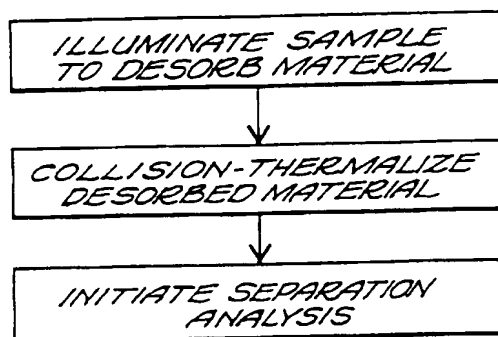 ILLUMINATE SAMPLE
TO DESORB MATERIAL
COLLISION-THERMALIZE
DESORBED MATERIAL
INITIATE SEPARATION
ANALYSIS